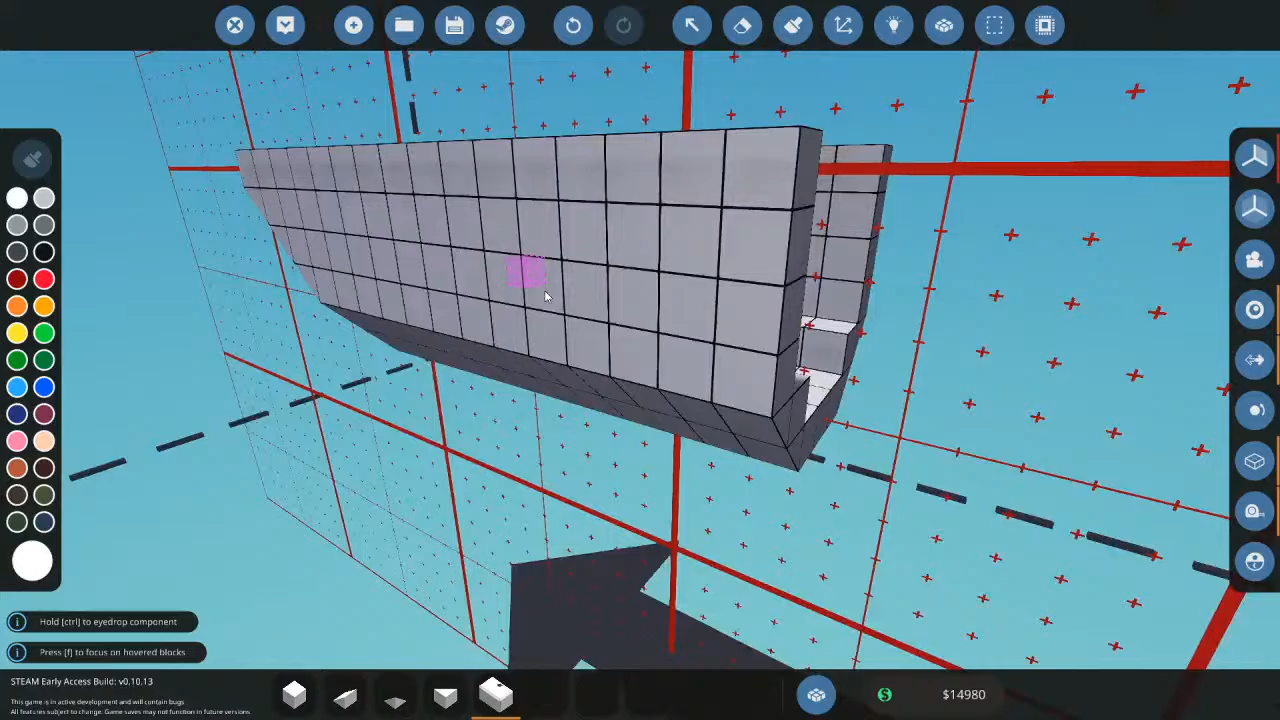 Hold [ctrl] to eyedrop component
Press [f] to focus on hovered blocks
STEAM Early Access Build: v0.10.13
This game is in active development and will contain bugs
All features subject to change. Game saves may not function in future versions
$
$14980